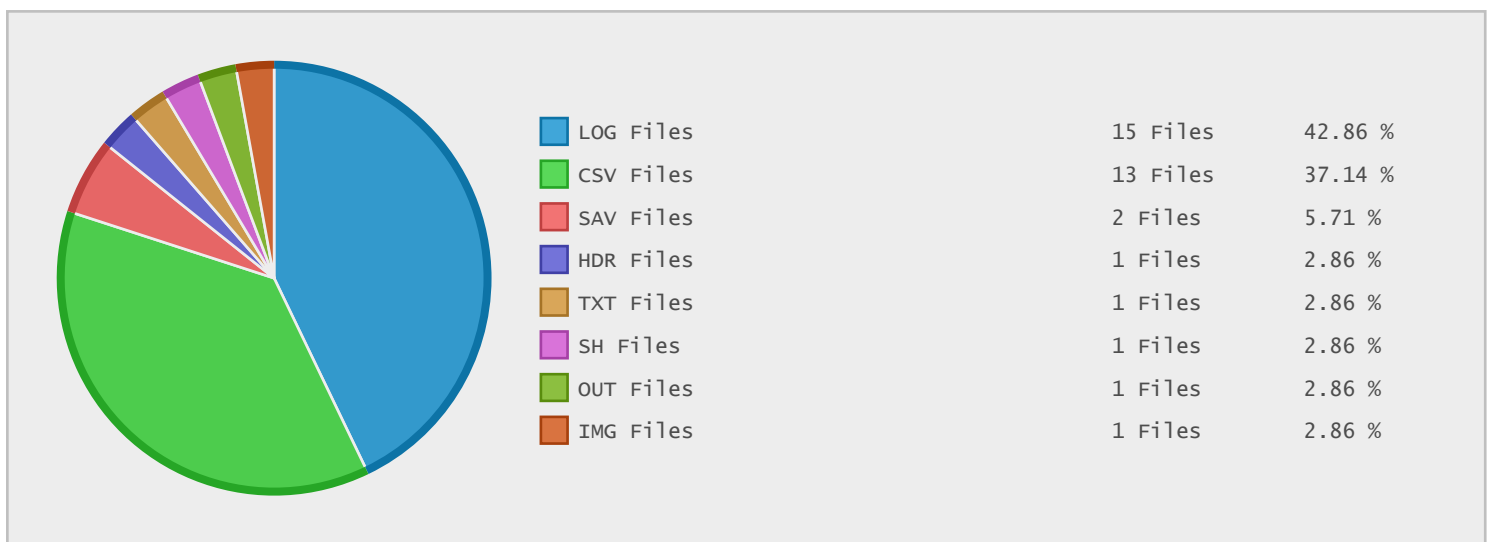 LOG Files 15 Files 42.86 %
CSV Files 13 Files 37.14 %
SAV Files 2 Files 5.71 %
HDR Files 1 Files 2.86 %
TXT Files 1 Files 2.86 %
SH Files 1 Files 2.86 %
OUT Files 1 Files 2.86 %
IMG Files 1 Files 2.86 %